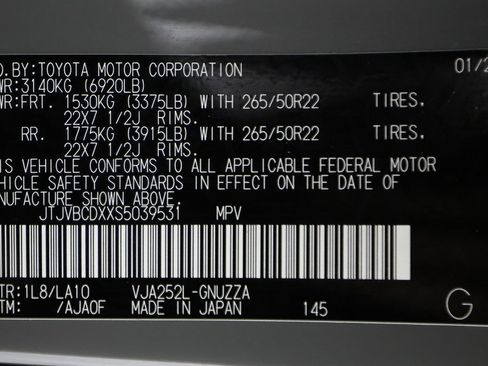 D.BY:TOYOTA MOTOR CORPORATION 01/2
WR:3140KG (6920LB)
WR:FRT. 1530KG (3375LB) WITH 265/50R22 TIRES.
22X7 1/2J RIMS.
RR. 1775KG (3915LB) WITH 265/50R22 TIRES.
22X7 1/2J RIMS.
IS VEHICLE CONFORMS TO ALL APPLICABLE FEDERAL MOTOR
HICLE SAFETY STANDARDS IN EFFECT ON THE DATE OF
NUFACTURE SHOWN ABOVE.
JTJVBCDXXS5039531 MPV
TR:1L8/LA10 VJA252L-GNUZZA
TM: /AJAOF MADE IN JAPAN 145 G